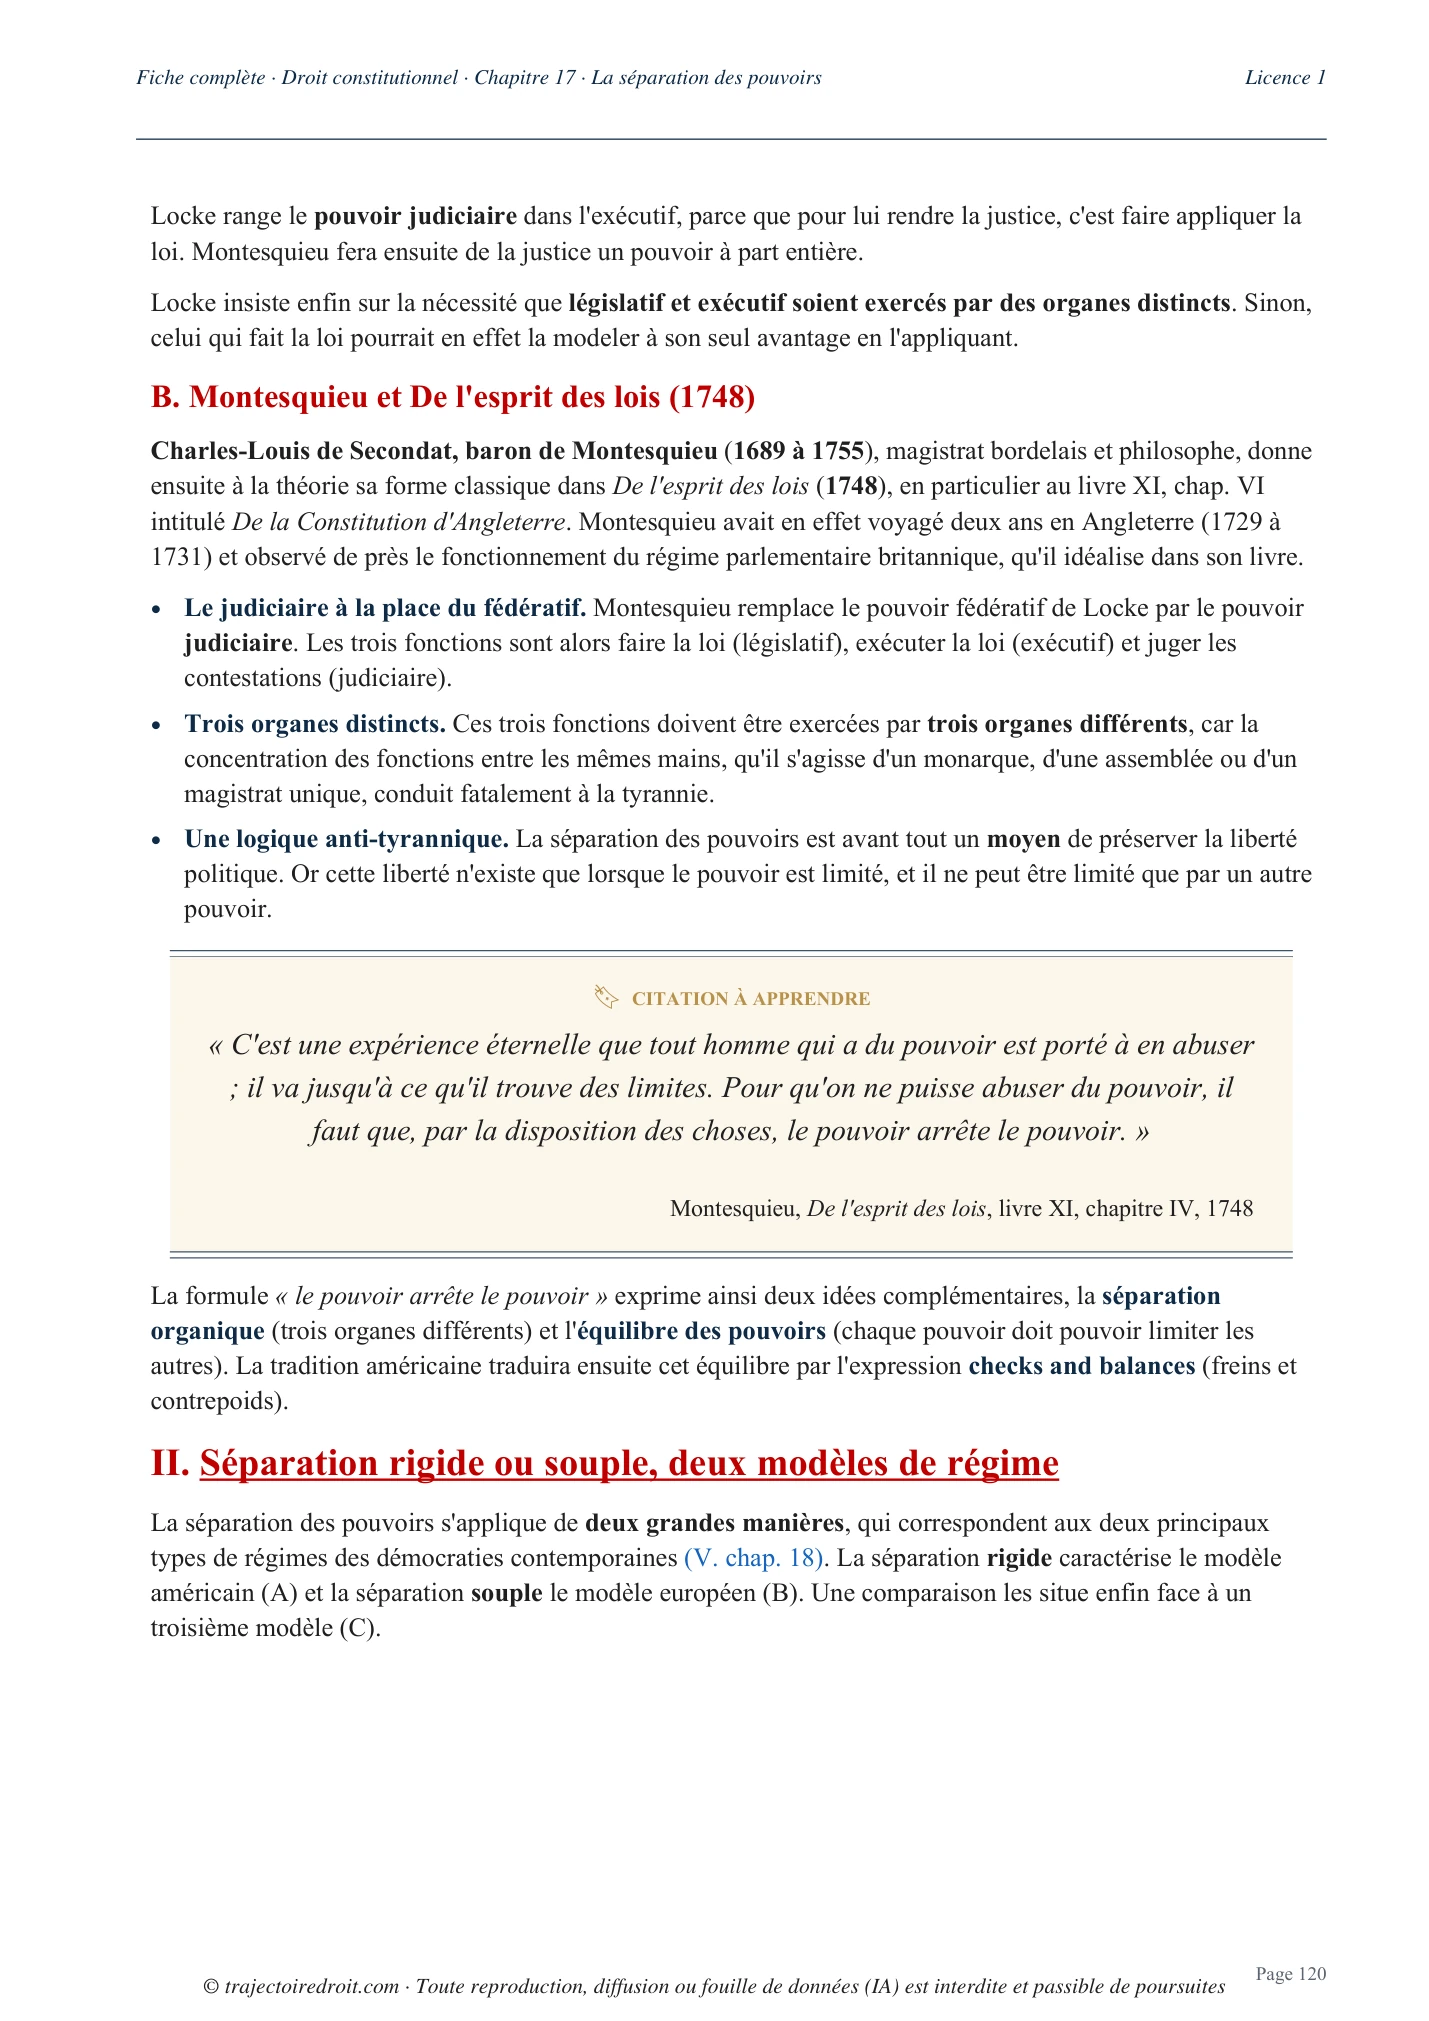 Fiche complète · Droit constitutionnel · Chapitre 17 · La séparation des pouvoirs
Licence 1
Locke range le pouvoir judiciaire dans l'exécutif, parce que pour lui rendre la justice, c'est faire appliquer la
loi. Montesquieu fera ensuite de la justice un pouvoir à part entière.
Locke insiste enfin sur la nécessité que législatif et exécutif soient exercés par des organes distincts. Sinon,
celui qui fait la loi pourrait en effet la modeler à son seul avantage en l'appliquant.
B. Montesquieu et De l'esprit des lois (1748)
Charles-Louis de Secondat, baron de Montesquieu (1689 à 1755), magistrat bordelais et philosophe, donne
ensuite à la théorie sa forme classique dans De l'esprit des lois (1748), en particulier au livre XI, chap. VI
intitulé De la Constitution d'Angleterre. Montesquieu avait en effet voyagé deux ans en Angleterre (1729 à
1731) et observé de près le fonctionnement du régime parlementaire britannique, qu'il idéalise dans son livre.
• Le judiciaire à la place du fédératif. Montesquieu remplace le pouvoir fédératif de Locke par le pouvoir
judiciaire. Les trois fonctions sont alors faire la loi (législatif), exécuter la loi (exécutif) et juger les
contestations (judiciaire).
• Trois organes distincts. Ces trois fonctions doivent être exercées par trois organes différents, car la
concentration des fonctions entre les mêmes mains, qu'il s'agisse d'un monarque, d'une assemblée ou d'un
magistrat unique, conduit fatalement à la tyrannie.
• Une logique anti-tyrannique. La séparation des pouvoirs est avant tout un moyen de préserver la liberté
politique. Or cette liberté n'existe que lorsque le pouvoir est limité, et il ne peut être limité que par un autre
pouvoir.
CITATION À APPRENDRE
« C'est une expérience éternelle que tout homme qui a du pouvoir est porté à en abuser
; il va jusqu'à ce qu'il trouve des limites. Pour qu'on ne puisse abuser du pouvoir, il
faut que, par la disposition des choses, le pouvoir arrête le pouvoir. »
Montesquieu, De l'esprit des lois, livre XI, chapitre IV, 1748
La formule « le pouvoir arrête le pouvoir » exprime ainsi deux idées complémentaires, la séparation
organique (trois organes différents) et l'équilibre des pouvoirs (chaque pouvoir doit pouvoir limiter les
autres). La tradition américaine traduira ensuite cet équilibre par l'expression checks and balances (freins et
contrepoids).
II. Séparation rigide ou souple, deux modèles de régime
La séparation des pouvoirs s'applique de deux grandes manières, qui correspondent aux deux principaux
types de régimes des démocraties contemporaines (V. chap. 18). La séparation rigide caractérise le modèle
américain (A) et la séparation souple le modèle européen (B). Une comparaison les situe enfin face à un
troisième modèle (C).
© trajectoiredroit.com · Toute reproduction, diffusion ou fouille de données (IA) est interdite et passible de poursuites
Page 120